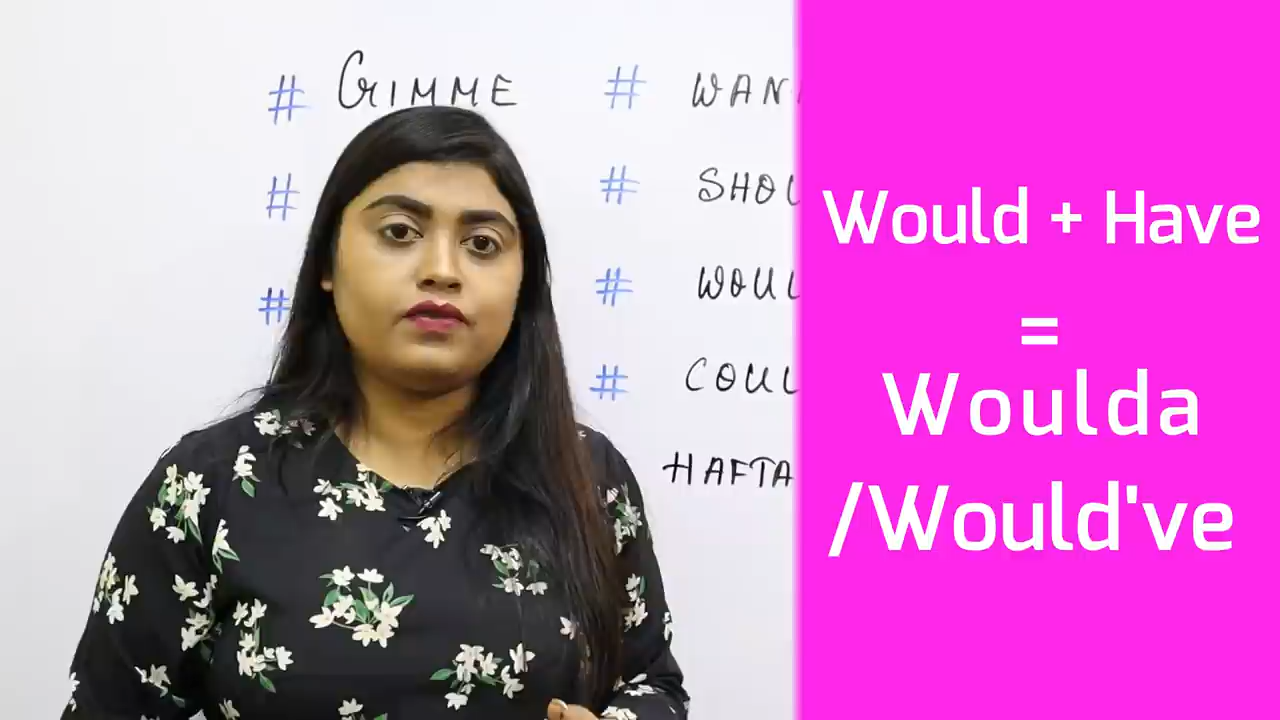 # GIMME # WAN
# SHOU
# WOUL
# COUL
HAFTA
Would + Have
=
Woulda
/Would've